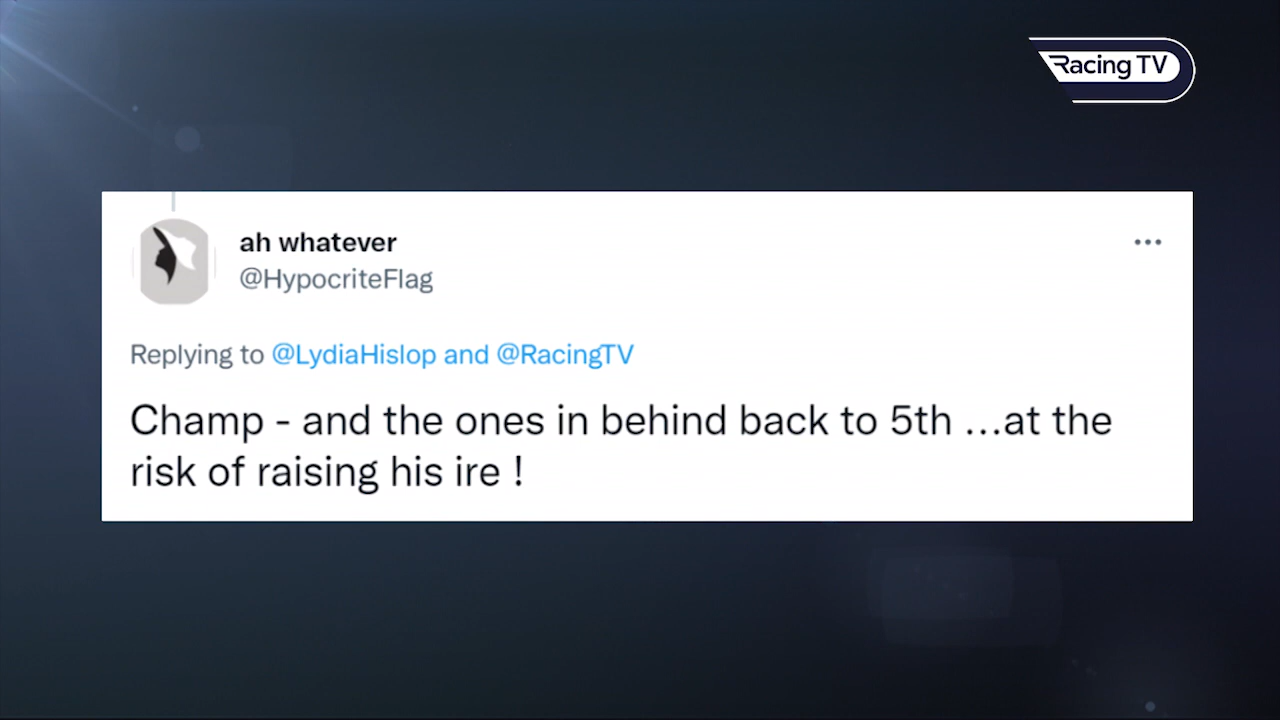 Racing TV
ah whatever
@HypocriteFlag
Replying to @LydiaHislop and @RacingTV
Champ - and the ones in behind back to 5th ...at the
risk of raising his ire !